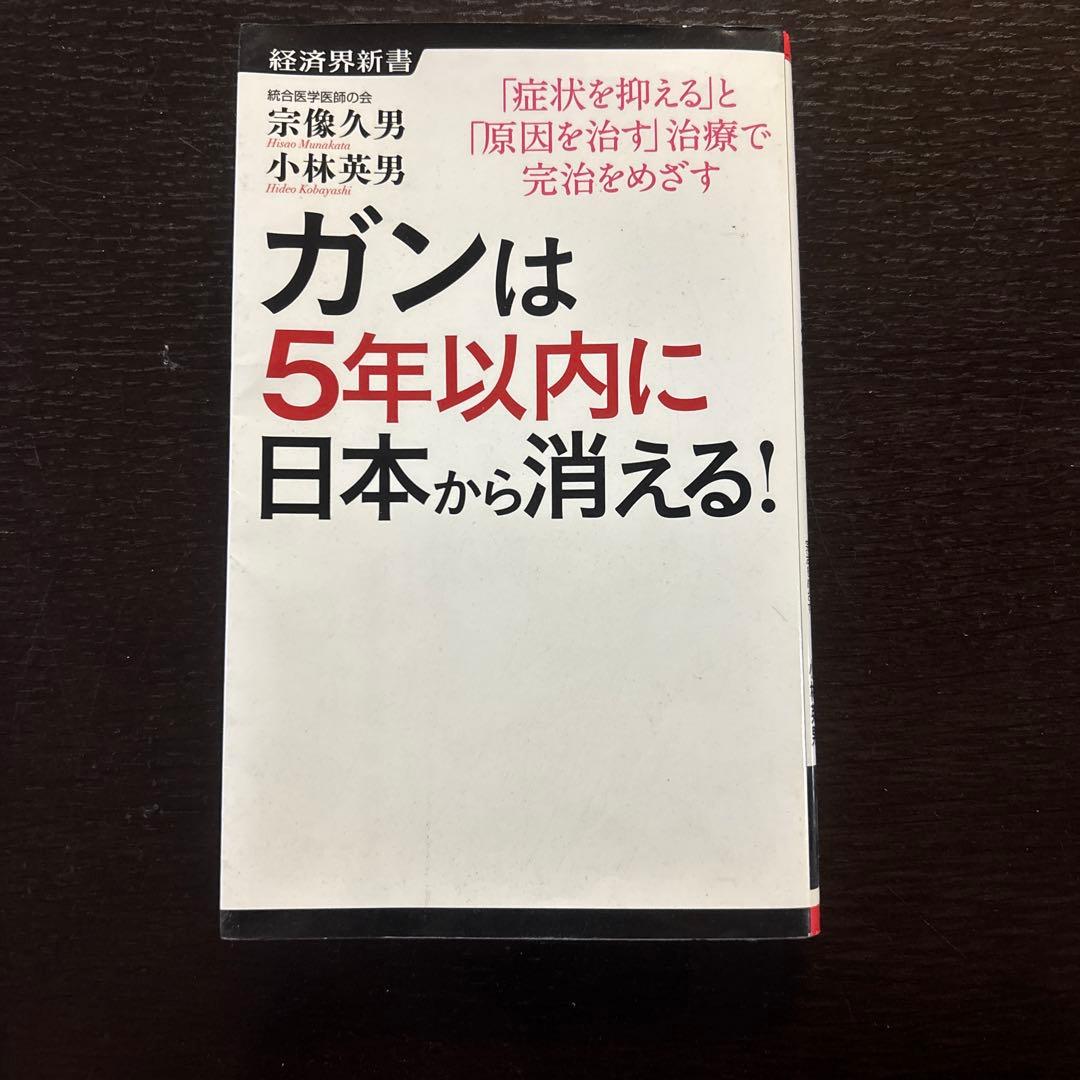 経済界新書
統合医学医師の会
宗像久男
Hisao Munakata
小林英男
Hideo Kobayashi
「症状を抑える」と
「原因を治す」治療で
完治をめざす
ガンは
5年以内に
日本から消える!